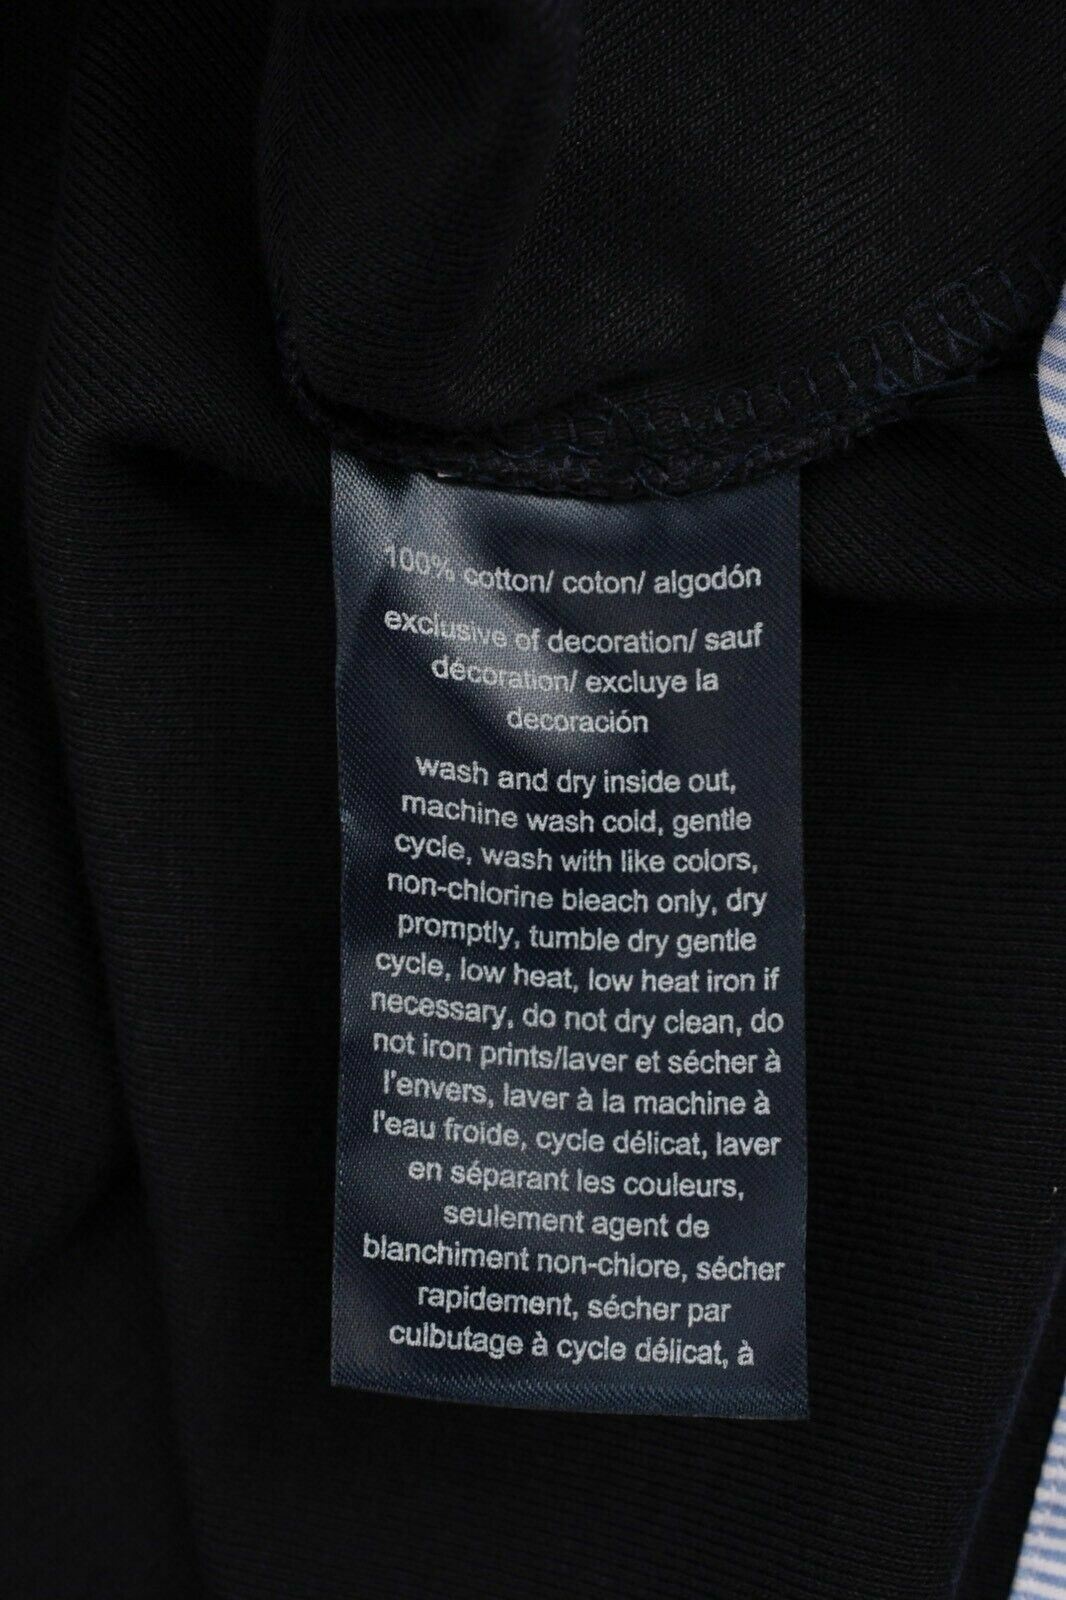 100% cotton/ coton/ algodón
exclusive of decoration/ sauf
décoration/ excluye la
decoración
wash and dry inside out,
machine wash cold, gentle
cycle, wash with like colors,
non-chlorine bleach only, dry
promptly, tumble dry gentle
cycle, low heat, low heat iron if
necessary, do not dry clean, do
not iron prints/laver et sécher à
l'envers, laver à la machine à
l'eau froide, cycle délicat, laver
en séparant les couleurs,
seulement agent de
blanchiment non-chlore, sécher
rapidement, sécher par
culbutage à cycle délicat, à